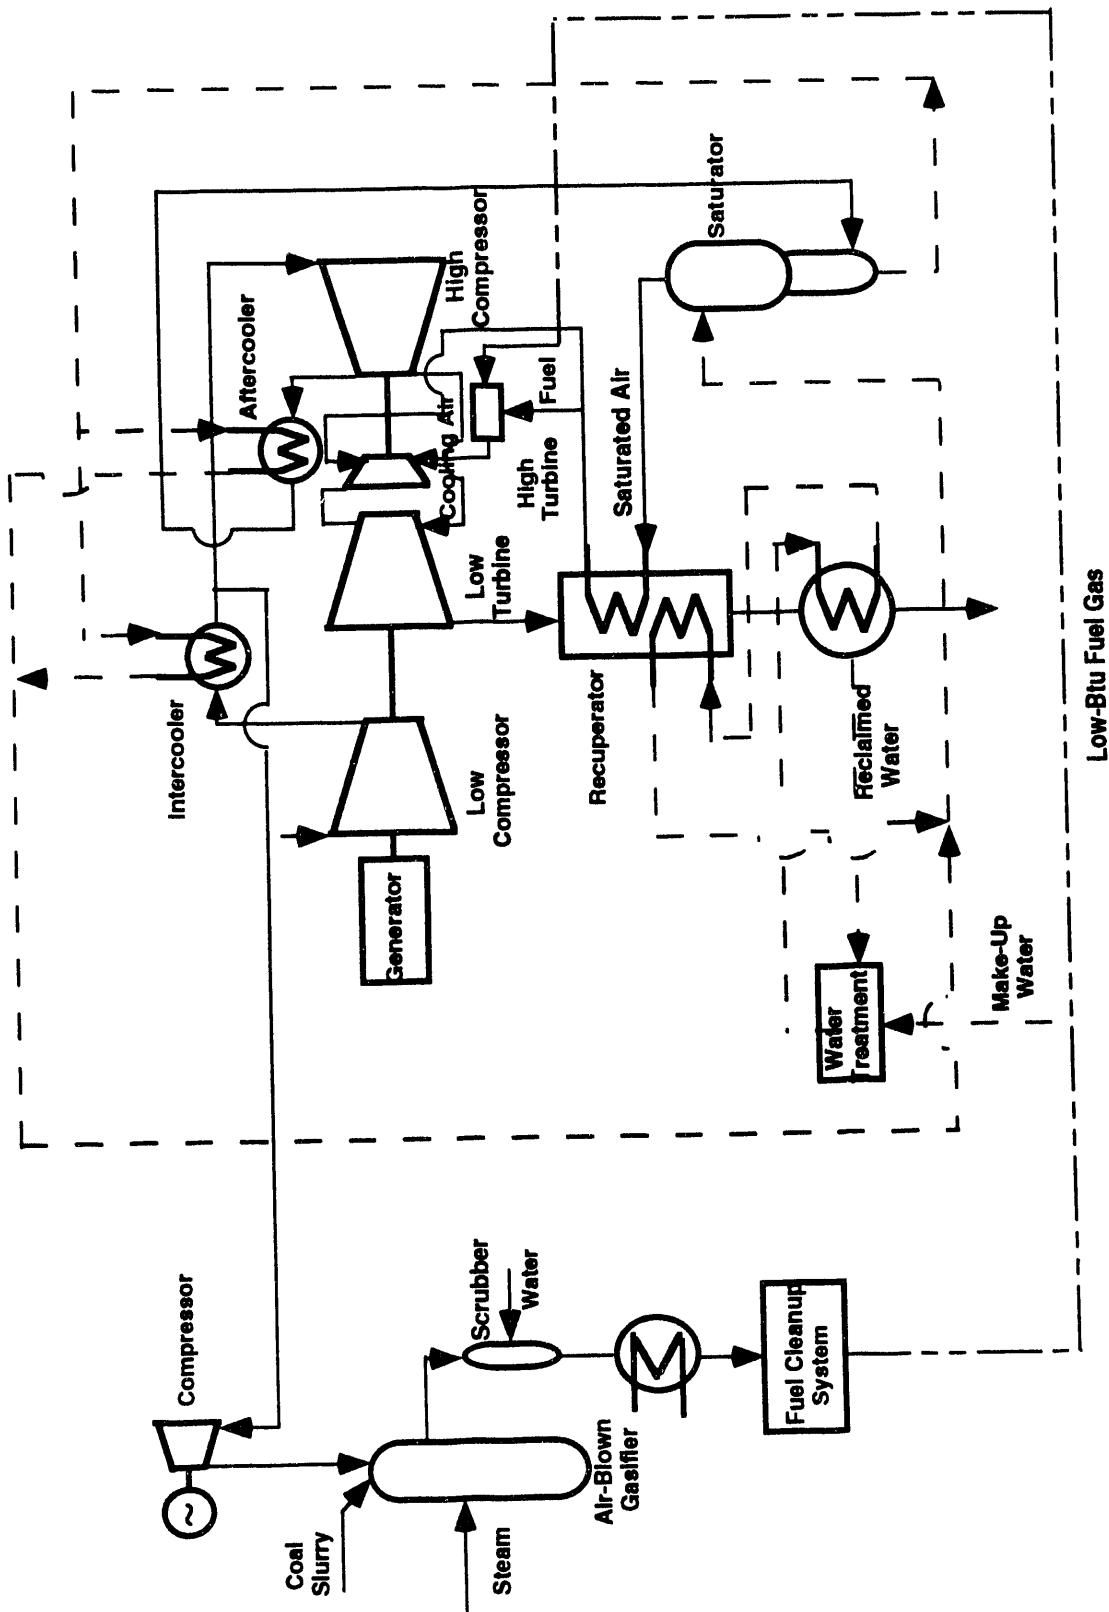 Compressor
~
Coal
Slurry
Steam
Air-Blown
Gasifier
Scrubber
Water
Fuel Cleanup
System
Intercooler
Aftercooler
Generator
Low
Compressor
Low
Turbine
High
Turbine
Cooling Air
Fuel
High
Compressor
Recuperator
Saturated Air
Saturator
Reclaimed
Water
Water
Treatment
Make-Up
Water
Low-Btu Fuel Gas